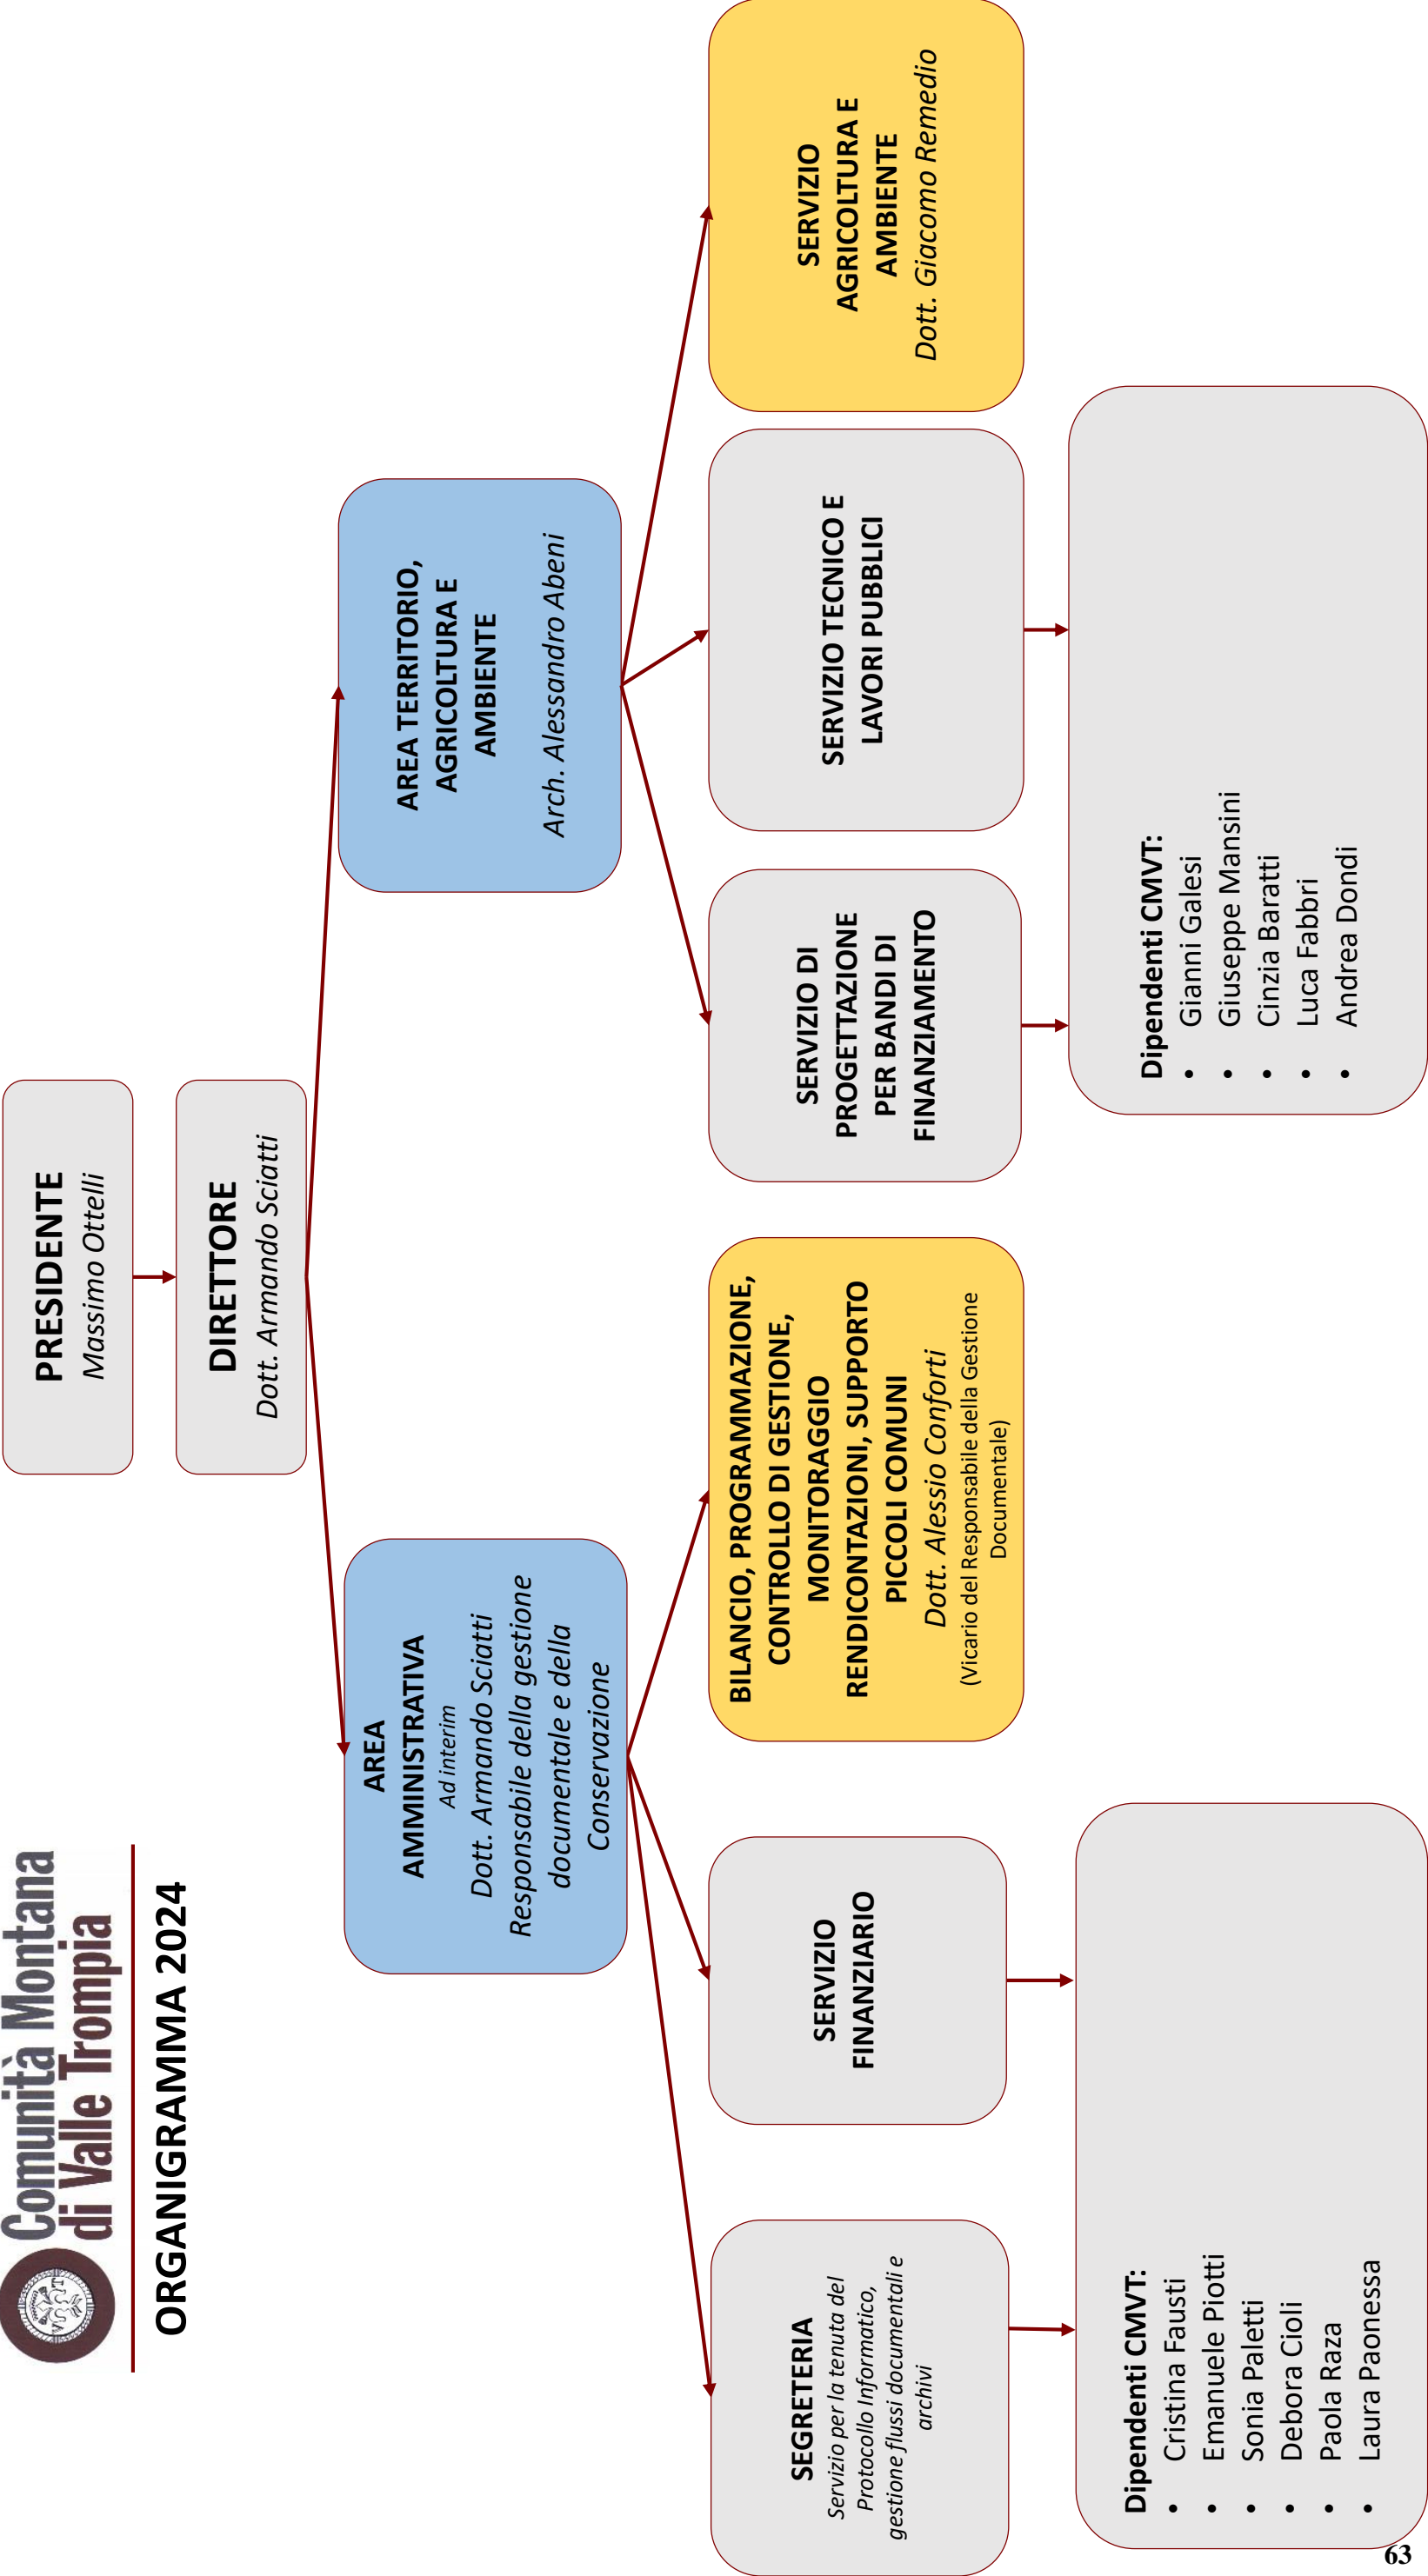 Comunità Montana
di Valle Trompia
ORGANIGRAMMA 2024
PRESIDENTE
Massimo Ottelli
DIRETTORE
Dott. Armando Sciatti
AREA
AMMINISTRATIVA
Ad interim
Dott. Armando Sciatti
Responsabile della gestione
documentale e della
Conservazione
AREA TERRITORIO,
AGRICOLTURA E
AMBIENTE
Arch. Alessandro Abeni
SEGRETERIA
Servizio per la tenuta del
Protocollo Informatico,
gestione flussi documentali e
archivi
SERVIZIO
FINANZIARIO
BILANCIO, PROGRAMMAZIONE,
CONTROLLO DI GESTIONE,
MONITORAGGIO
RENDICONTAZIONI, SUPPORTO
PICCOLI COMUNI
Dott. Alessio Conforti
(Vicario del Responsabile della Gestione
Documentale)
SERVIZIO DI
PROGETTAZIONE
PER BANDI DI
FINANZIAMENTO
SERVIZIO TECNICO E
LAVORI PUBBLICI
SERVIZIO
AGRICOLTURA E
AMBIENTE
Dott. Giacomo Remedio
Dipendenti CMVT:
• Cristina Fausti
• Emanuele Piotti
• Sonia Paletti
• Debora Cioli
• Paola Raza
• Laura Paonessa
Dipendenti CMVT:
• Gianni Galesi
• Giuseppe Mansini
• Cinzia Baratti
• Luca Fabbri
• Andrea Dondi
63